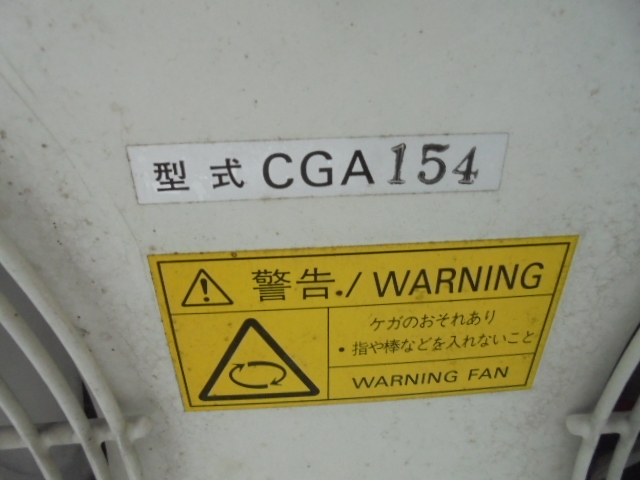 型式 CGA154
警告./WARNING
ケガのおそれあり
・指や棒などを入れないこと
WARNING FAN